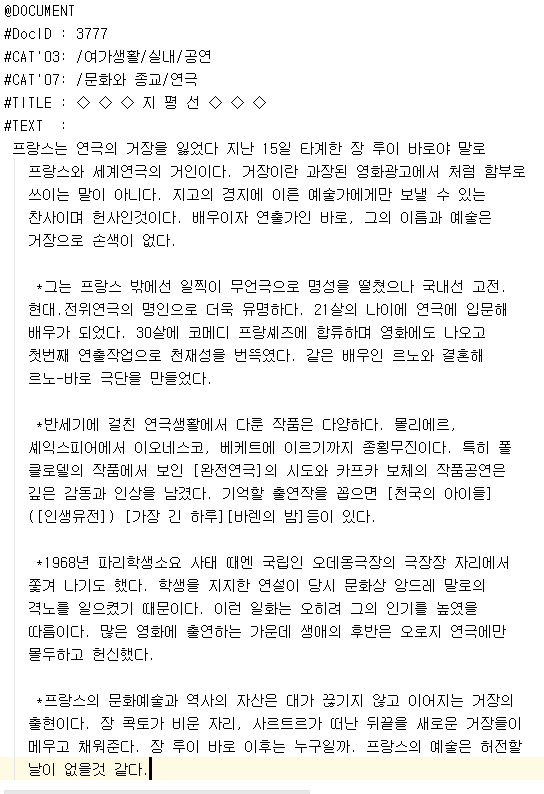 @DOCUMENT
#DocID : 3777
#CAT'03: /여가생활/실내/공연
#CAT'07: /문화와 종교/연극
#TITLE : ◇ ◇ ◇ 지 평 선 ◇ ◇ ◇
#TEXT :
프랑스는 연극의 거장을 잃었다 지난 15일 타계한 장 루이 바로야 말로
프랑스와 세계연극의 거인이다. 거장이란 과장된 영화광고에서 처럼 함부로
쓰이는 말이 아니다. 지고의 경지에 이른 예술가에게만 보낼 수 있는
찬사이며 헌사인것이다. 배우이자 연출가인 바로, 그의 이름과 예술은
거장으로 손색이 없다.
*그는 프랑스 밖에선 일찍이 무언극으로 명성을 떨쳤으나 국내선 고전.
현대.전위연극의 명인으로 더욱 유명하다. 21살의 나이에 연극에 입문해
배우가 되었다. 30살에 코메디 프랑셰즈에 합류하며 영화에도 나오고
첫번째 연출작업으로 천재성을 번뜩였다. 같은 배우인 르노와 결혼해
르노-바로 극단을 만들었다.
*반세기에 걸친 연극생활에서 다룬 작품은 다양하다. 몰리에르,
셰익스피어에서 이오네스코, 베케트에 이르기까지 종횡무진이다. 특히 폴
클로델의 작품에서 보인 [완전연극]의 시도와 카프카 보체의 작품공연은
깊은 감동과 인상을 남겼다. 기억할 출연작을 꼽으면 [천국의 아이들]
([인생유전]) [가장 긴 하루][바렌의 밤]등이 있다.
*1968년 파리학생소요 사태 때엔 국립인 오데옹극장의 극장장 자리에서
쫓겨 나기도 했다. 학생을 지지한 연설이 당시 문화상 앙드레 말로의
격노를 일으켰기 때문이다. 이런 일화는 오히려 그의 인기를 높였을
따름이다. 많은 영화에 출연하는 가운데 생애의 후반은 오로지 연극에만
몰두하고 헌신했다.
*프랑스의 문화예술과 역사의 자산은 대가 끊기지 않고 이어지는 거장의
출현이다. 장 콕토가 비운 자리, 사르트르가 떠난 뒤끝을 새로운 거장들이
메우고 채워준다. 장 루이 바로 이후는 누구일까. 프랑스의 예술은 허전할
날이 없을것 같다.